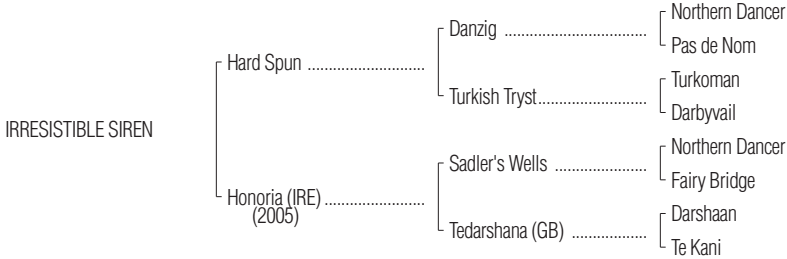 Northern Dancer
Danzig ..................................
Pas de Nom
Hard Spun ............................
Turkoman
Turkish Tryst..........................
Darbyvail
IRRESISTIBLE SIREN
Northern Dancer
Sadler's Wells ......................
Fairy Bridge
Honoria (IRE) ........................
(2005)
Darshaan
Tedarshana (GB) ..................
Te Kani